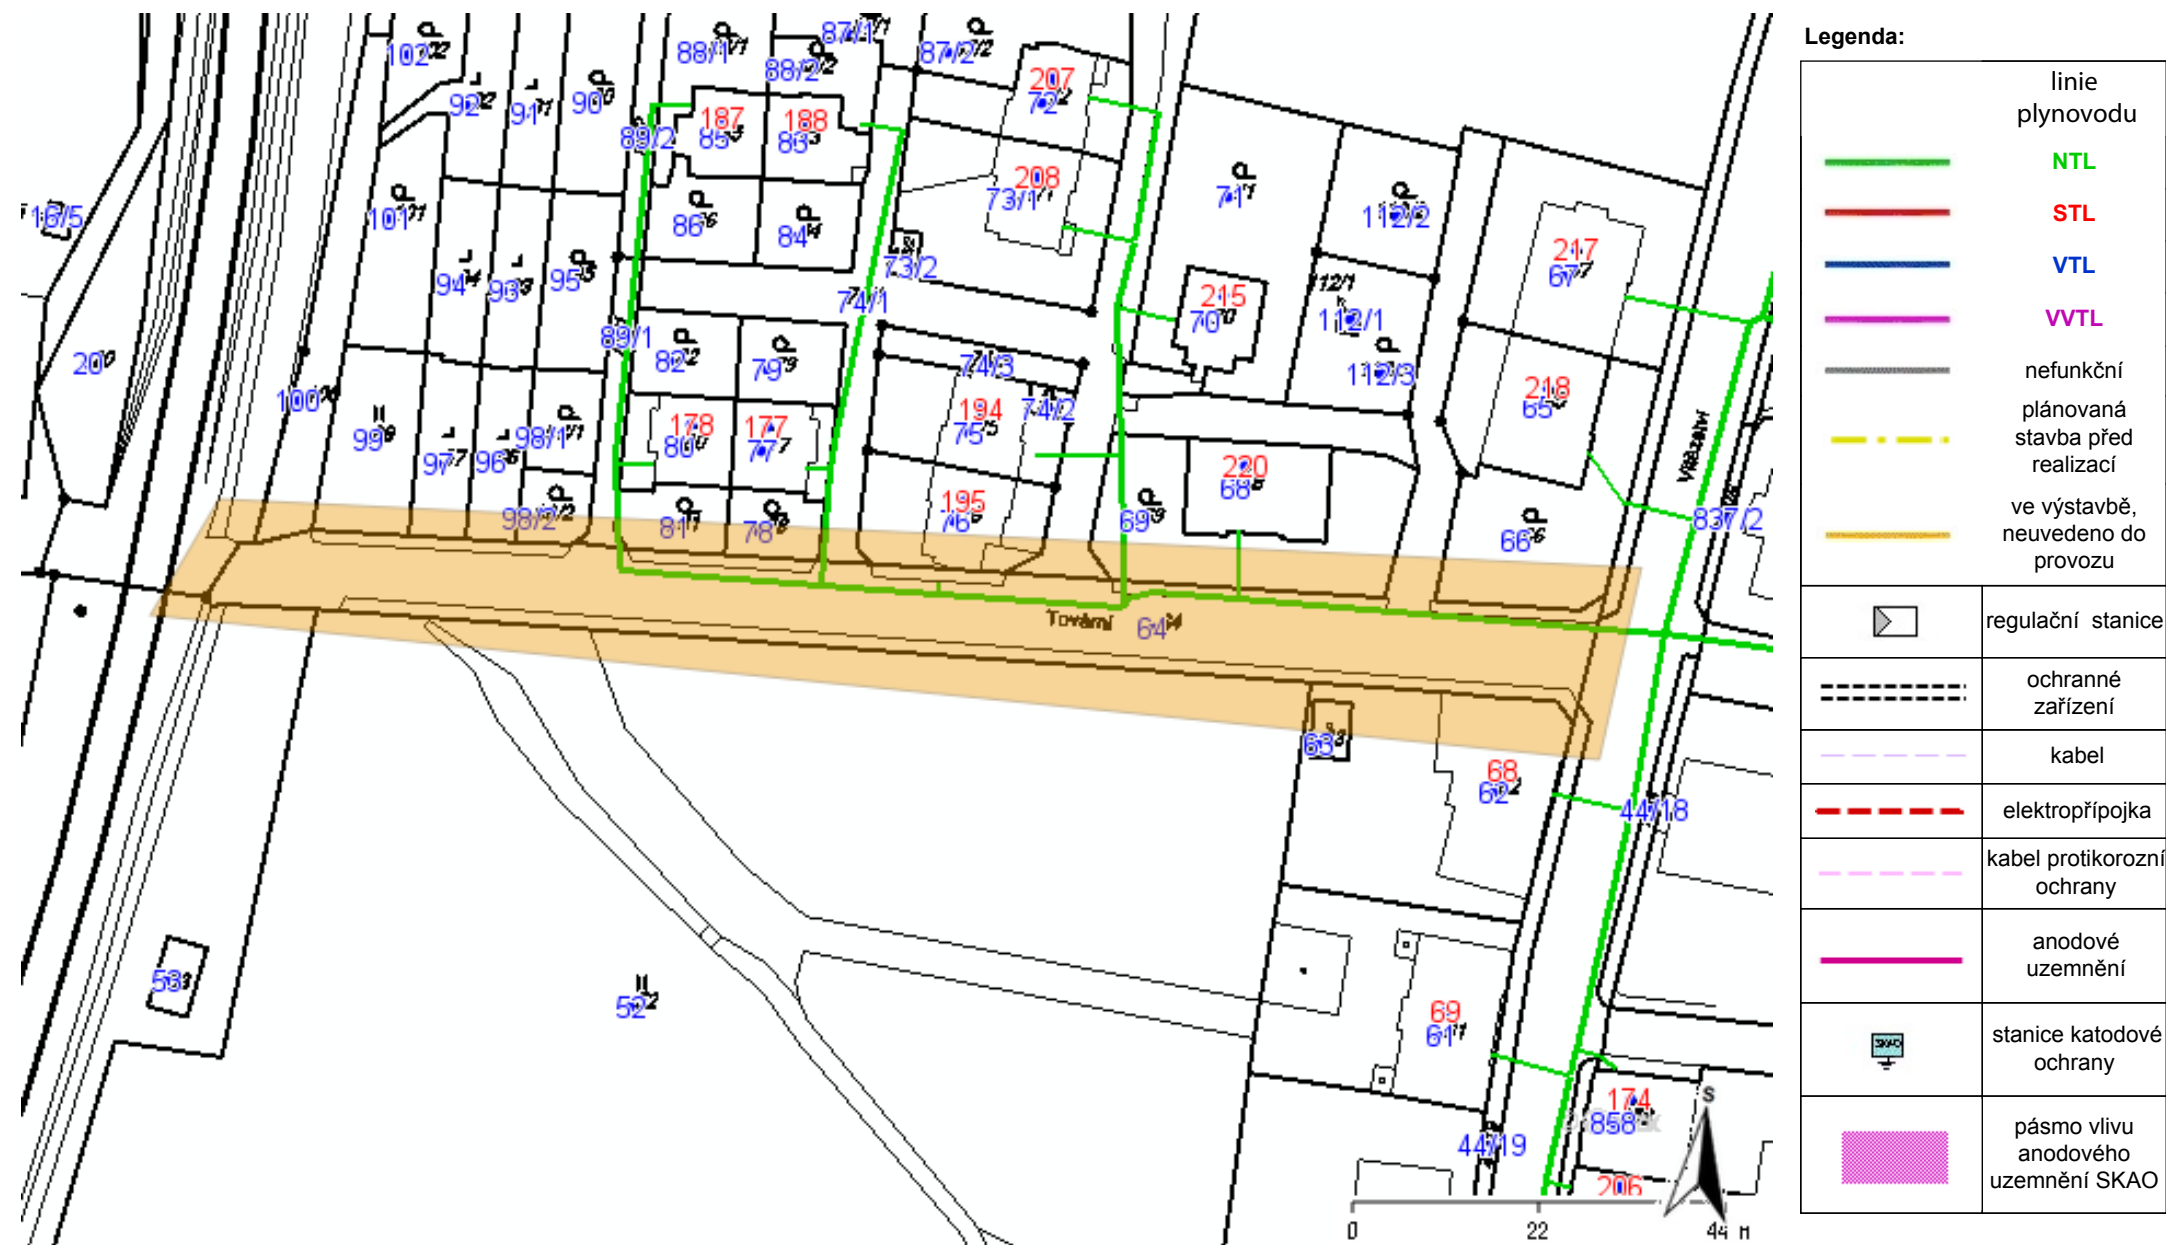 Legenda:
linie
plynovodu
NTL
STL
VTL
VVTL
nefunkční
plánovaná
stavba před
realizací
ve výstavbě,
neuvedeno do
provozu
regulační stanice
ochranné
zařízení
kabel
elektropřípojka
kabel protikorozní
ochrany
anodové
uzemnění
SKAO
stanice katodové
ochrany
pásmo vlivu
anodového
uzemnění SKAO
102
88/1
87/1
87/2
88/2
207
72
92
91
90
89/2
187
85
188
83
16/5
101
86
84
208
73/1
71
112/2
217
67
94
93
95
73/2
74/1
215
70
112/1
112/1
20
89/1
82
79
74/3
112/3
100
99
97
96
98/1
178
80
177
77
194
75
74/2
218
65
Vítězství
98/2
81
78
195
76
69
220
68
66
837/2
Tovární
64
63
68
62
44/18
53
52
69
61
174
858
44/19
206
S
0
22
44 M